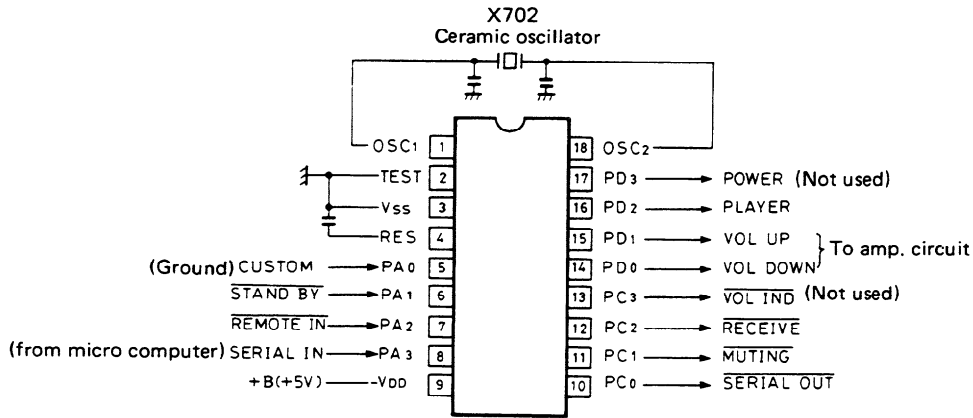 X702
Ceramic oscillator
OSC1 1 18 OSC2
TEST 2 17 PD3 POWER (Not used)
VSS 3 16 PD2 PLAYER
RES 4 15 PD1 VOL UP
To amp. circuit
(Ground) CUSTOM PA0 5 14 PD0 VOL DOWN
STAND BY PA1 6 13 PC3 VOL IND (Not used)
REMOTE IN PA2 7 12 PC2 RECEIVE
(from micro computer) SERIAL IN PA3 8 11 PC1 MUTING
+B(+5V) -VDD 9 10 PC0 SERIAL OUT